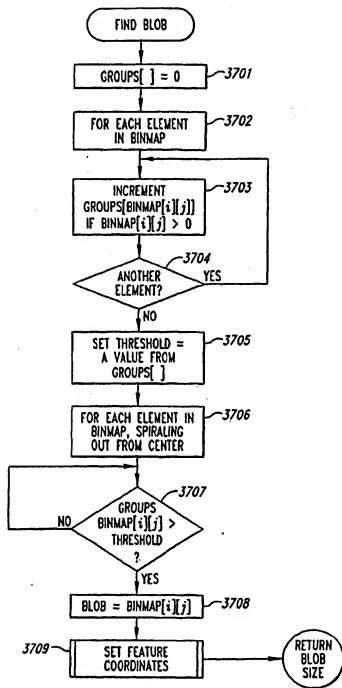 FIND BLOB
GROUPS[ ] = 0
3701
FOR EACH ELEMENT
IN BINMAP
3702
INCREMENT
GROUPS[BINMAP[i][j]]
IF BINMAP[i][j] > 0
3703
3704
ANOTHER
ELEMENT?
YES
NO
SET THRESHOLD =
A VALUE FROM
GROUPS[ ]
3705
FOR EACH ELEMENT IN
BINMAP, SPIRALING
OUT FROM CENTER
3706
3707
GROUPS
BINMAP[i][j] >
THRESHOLD
?
NO
YES
BLOB = BINMAP[i][j]
3708
3709
SET FEATURE
COORDINATES
RETURN
BLOB
SIZE